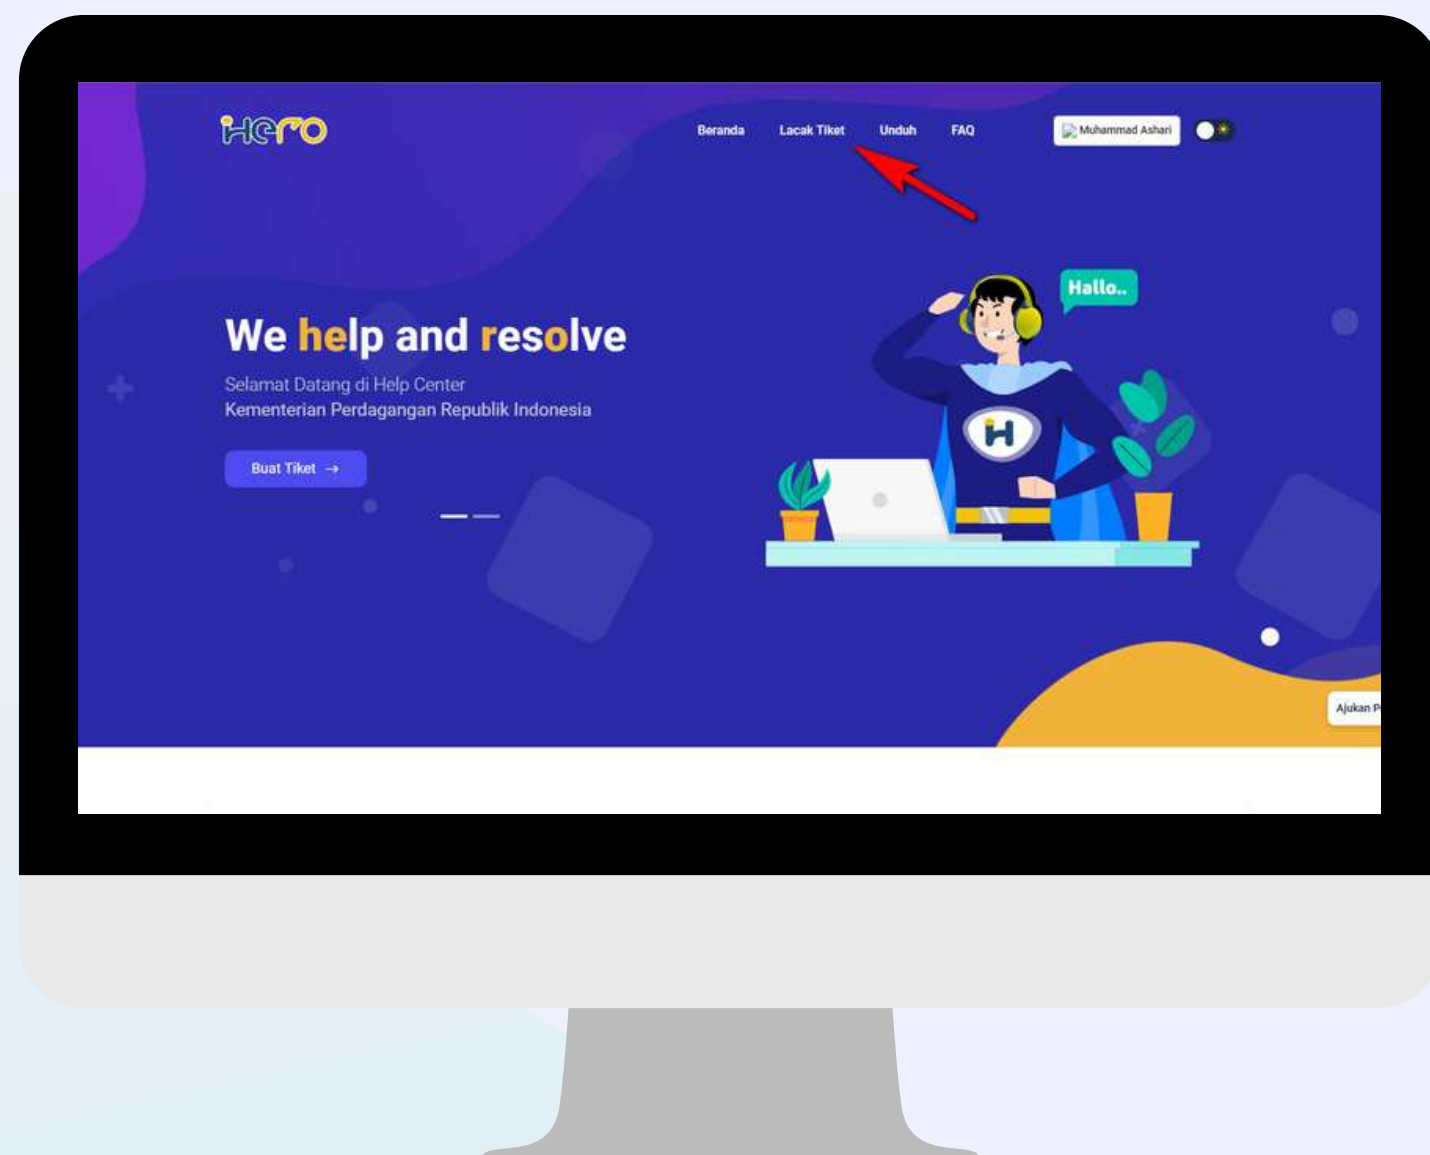 HerO
Beranda
Lacak Tiket
Unduh
FAQ
Muhammad Ashari
Hallo..
We help and resolve
Selamat Datang di Help Center
Kementerian Perdagangan Republik Indonesia
H
Buat Tiket →
Ajukan